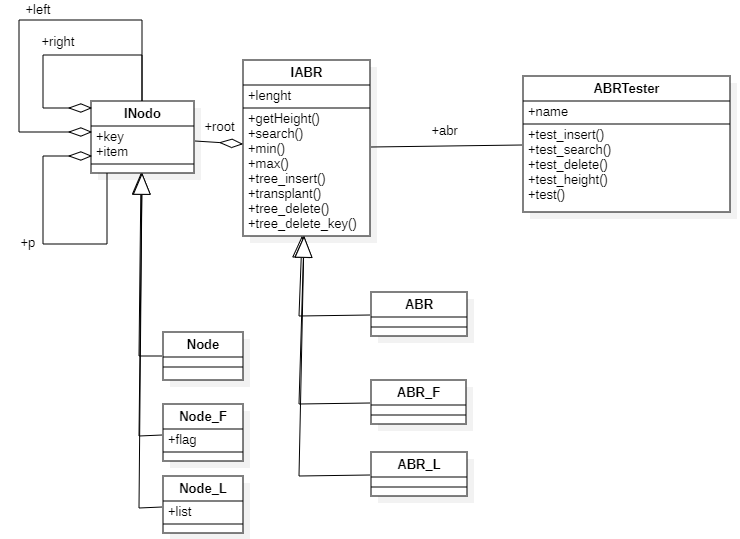 +left
+right
INodo
+key
+item
+p
+root
IABR
+lenght
+getHeight()
+search()
+min()
+max()
+tree_insert()
+transplant()
+tree_delete()
+tree_delete_key()
+abr
ABRTester
+name
+test_insert()
+test_search()
+test_delete()
+test_height()
+test()
Node
Node_F
+flag
Node_L
+list
ABR
ABR_F
ABR_L